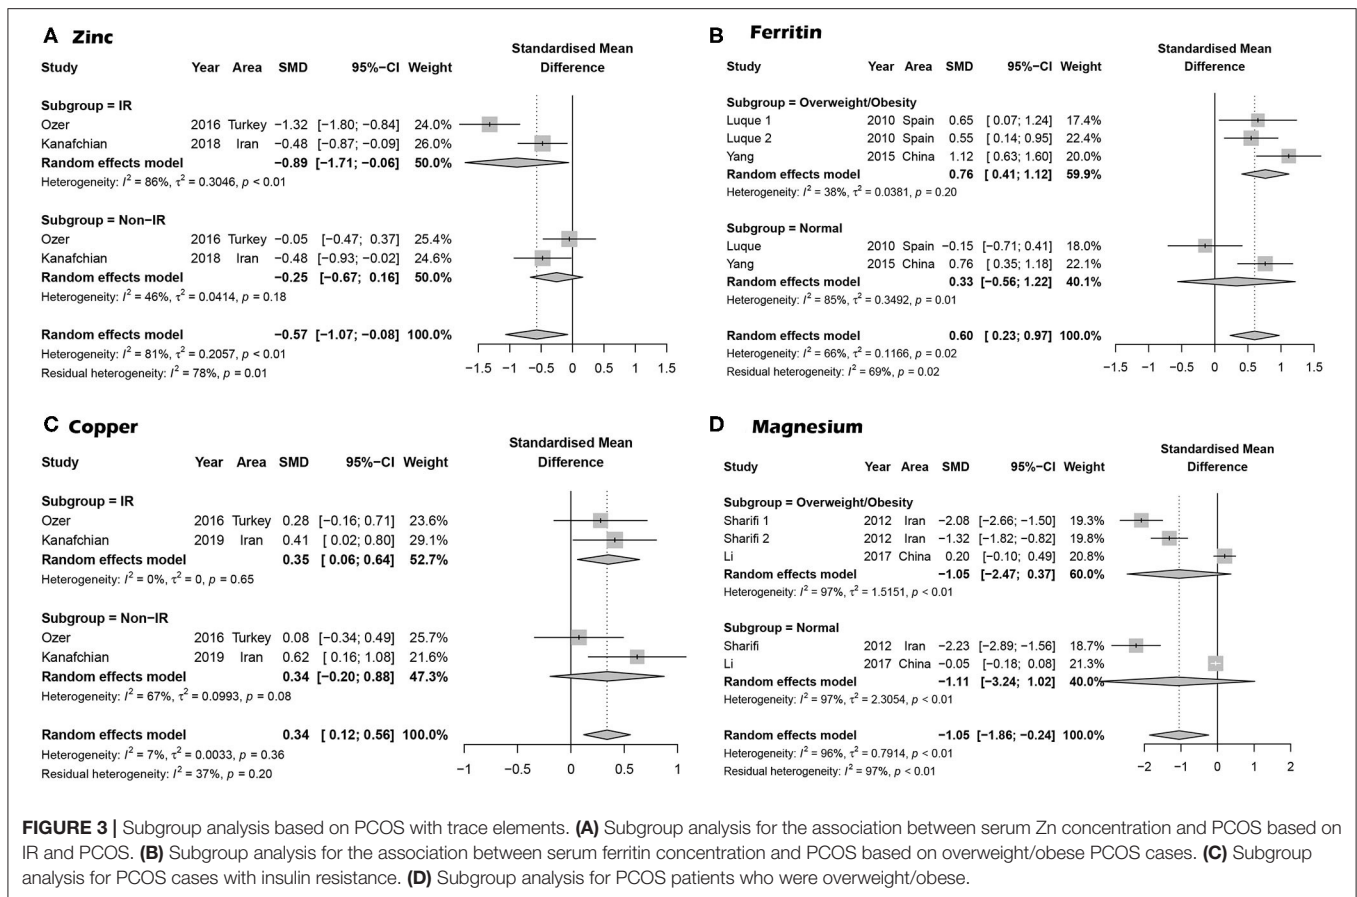 A Zinc
Standardised Mean
Study Year Area SMD 95%−CI Weight Difference
Subgroup = IR
Ozer 2016 Turkey −1.32 [−1.80; −0.84] 24.0%
Kanafchian 2018 Iran −0.48 [−0.87; −0.09] 26.0%
Random effects model −0.89 [−1.71; −0.06] 50.0%
Heterogeneity: I² = 86%, τ² = 0.3046, p < 0.01
Subgroup = Non−IR
Ozer 2016 Turkey −0.05 [−0.47; 0.37] 25.4%
Kanafchian 2018 Iran −0.48 [−0.93; −0.02] 24.6%
Random effects model −0.25 [−0.67; 0.16] 50.0%
Heterogeneity: I² = 46%, τ² = 0.0414, p = 0.18
Random effects model −0.57 [−1.07; −0.08] 100.0%
Heterogeneity: I² = 81%, τ² = 0.2057, p < 0.01
Residual heterogeneity: I² = 78%, p = 0.01
−1.5 −1 −0.5 0 0.5 1 1.5
B Ferritin
Standardised Mean
Study Year Area SMD 95%−CI Weight Difference
Subgroup = Overweight/Obesity
Luque 1 2010 Spain 0.65 [ 0.07; 1.24] 17.4%
Luque 2 2010 Spain 0.55 [ 0.14; 0.95] 22.4%
Yang 2015 China 1.12 [ 0.63; 1.60] 20.0%
Random effects model 0.76 [ 0.41; 1.12] 59.9%
Heterogeneity: I² = 38%, τ² = 0.0381, p = 0.20
Subgroup = Normal
Luque 2010 Spain −0.15 [−0.71; 0.41] 18.0%
Yang 2015 China 0.76 [ 0.35; 1.18] 22.1%
Random effects model 0.33 [−0.56; 1.22] 40.1%
Heterogeneity: I² = 85%, τ² = 0.3492, p = 0.01
Random effects model 0.60 [ 0.23; 0.97] 100.0%
Heterogeneity: I² = 66%, τ² = 0.1166, p = 0.02
Residual heterogeneity: I² = 69%, p = 0.02
−1.5 −1 −0.5 0 0.5 1 1.5
C Copper
Standardised Mean
Study Year Area SMD 95%−CI Weight Difference
Subgroup = IR
Ozer 2016 Turkey 0.28 [−0.16; 0.71] 23.6%
Kanafchian 2019 Iran 0.41 [ 0.02; 0.80] 29.1%
Random effects model 0.35 [ 0.06; 0.64] 52.7%
Heterogeneity: I² = 0%, τ² = 0, p = 0.65
Subgroup = Non−IR
Ozer 2016 Turkey 0.08 [−0.34; 0.49] 25.7%
Kanafchian 2019 Iran 0.62 [ 0.16; 1.08] 21.6%
Random effects model 0.34 [−0.20; 0.88] 47.3%
Heterogeneity: I² = 67%, τ² = 0.0993, p = 0.08
Random effects model 0.34 [ 0.12; 0.56] 100.0%
Heterogeneity: I² = 7%, τ² = 0.0033, p = 0.36
Residual heterogeneity: I² = 37%, p = 0.20
−1 −0.5 0 0.5 1
D Magnesium
Standardised Mean
Study Year Area SMD 95%−CI Weight Difference
Subgroup = Overweight/Obesity
Sharifi 1 2012 Iran −2.08 [−2.66; −1.50] 19.3%
Sharifi 2 2012 Iran −1.32 [−1.82; −0.82] 19.8%
Li 2017 China 0.20 [−0.10; 0.49] 20.8%
Random effects model −1.05 [−2.47; 0.37] 60.0%
Heterogeneity: I² = 97%, τ² = 1.5151, p < 0.01
Subgroup = Normal
Sharifi 2012 Iran −2.23 [−2.89; −1.56] 18.7%
Li 2017 China −0.05 [−0.18; 0.08] 21.3%
Random effects model −1.11 [−3.24; 1.02] 40.0%
Heterogeneity: I² = 97%, τ² = 2.3054, p < 0.01
Random effects model −1.05 [−1.86; −0.24] 100.0%
Heterogeneity: I² = 96%, τ² = 0.7914, p < 0.01
Residual heterogeneity: I² = 97%, p < 0.01
−2 −1 0 1 2
FIGURE 3 | Subgroup analysis based on PCOS with trace elements. (A) Subgroup analysis for the association between serum Zn concentration and PCOS based on
IR and PCOS. (B) Subgroup analysis for the association between serum ferritin concentration and PCOS based on overweight/obese PCOS cases. (C) Subgroup
analysis for PCOS cases with insulin resistance. (D) Subgroup analysis for PCOS patients who were overweight/obese.